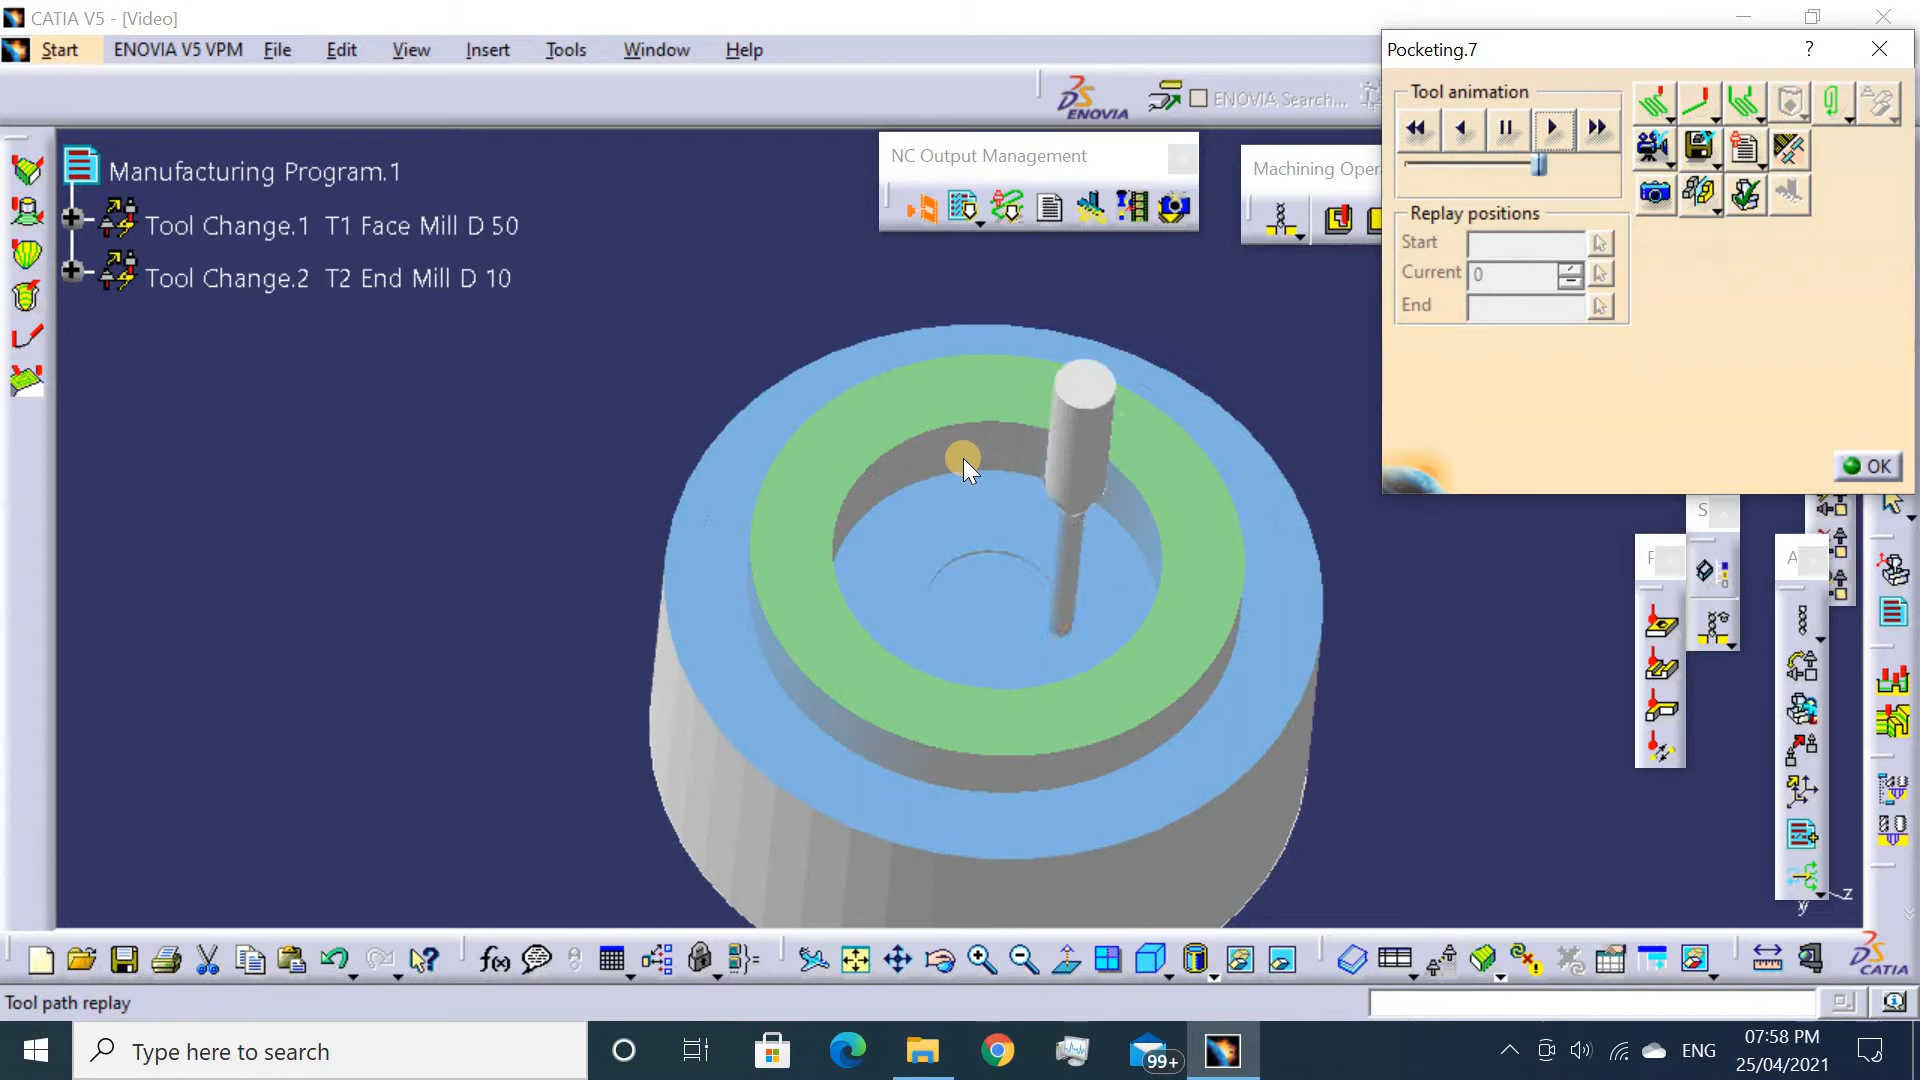 CATIA V5 - [Video]
Start ENOVIA V5 VPM File Edit View Insert Tools Window Help
Pocketing.7
?
Tool animation
DS ENOVIA
ENOVIA Search...
NC Output Management
Machining Oper
Manufacturing Program.1
Tool Change.1 T1 Face Mill D 50
Tool Change.2 T2 End Mill D 10
Replay positions
Start
Current 0
End
OK
S
F
A
z
y
f(x)
DS CATIA
Tool path replay
Type here to search
99+
ENG
07:58 PM
25/04/2021